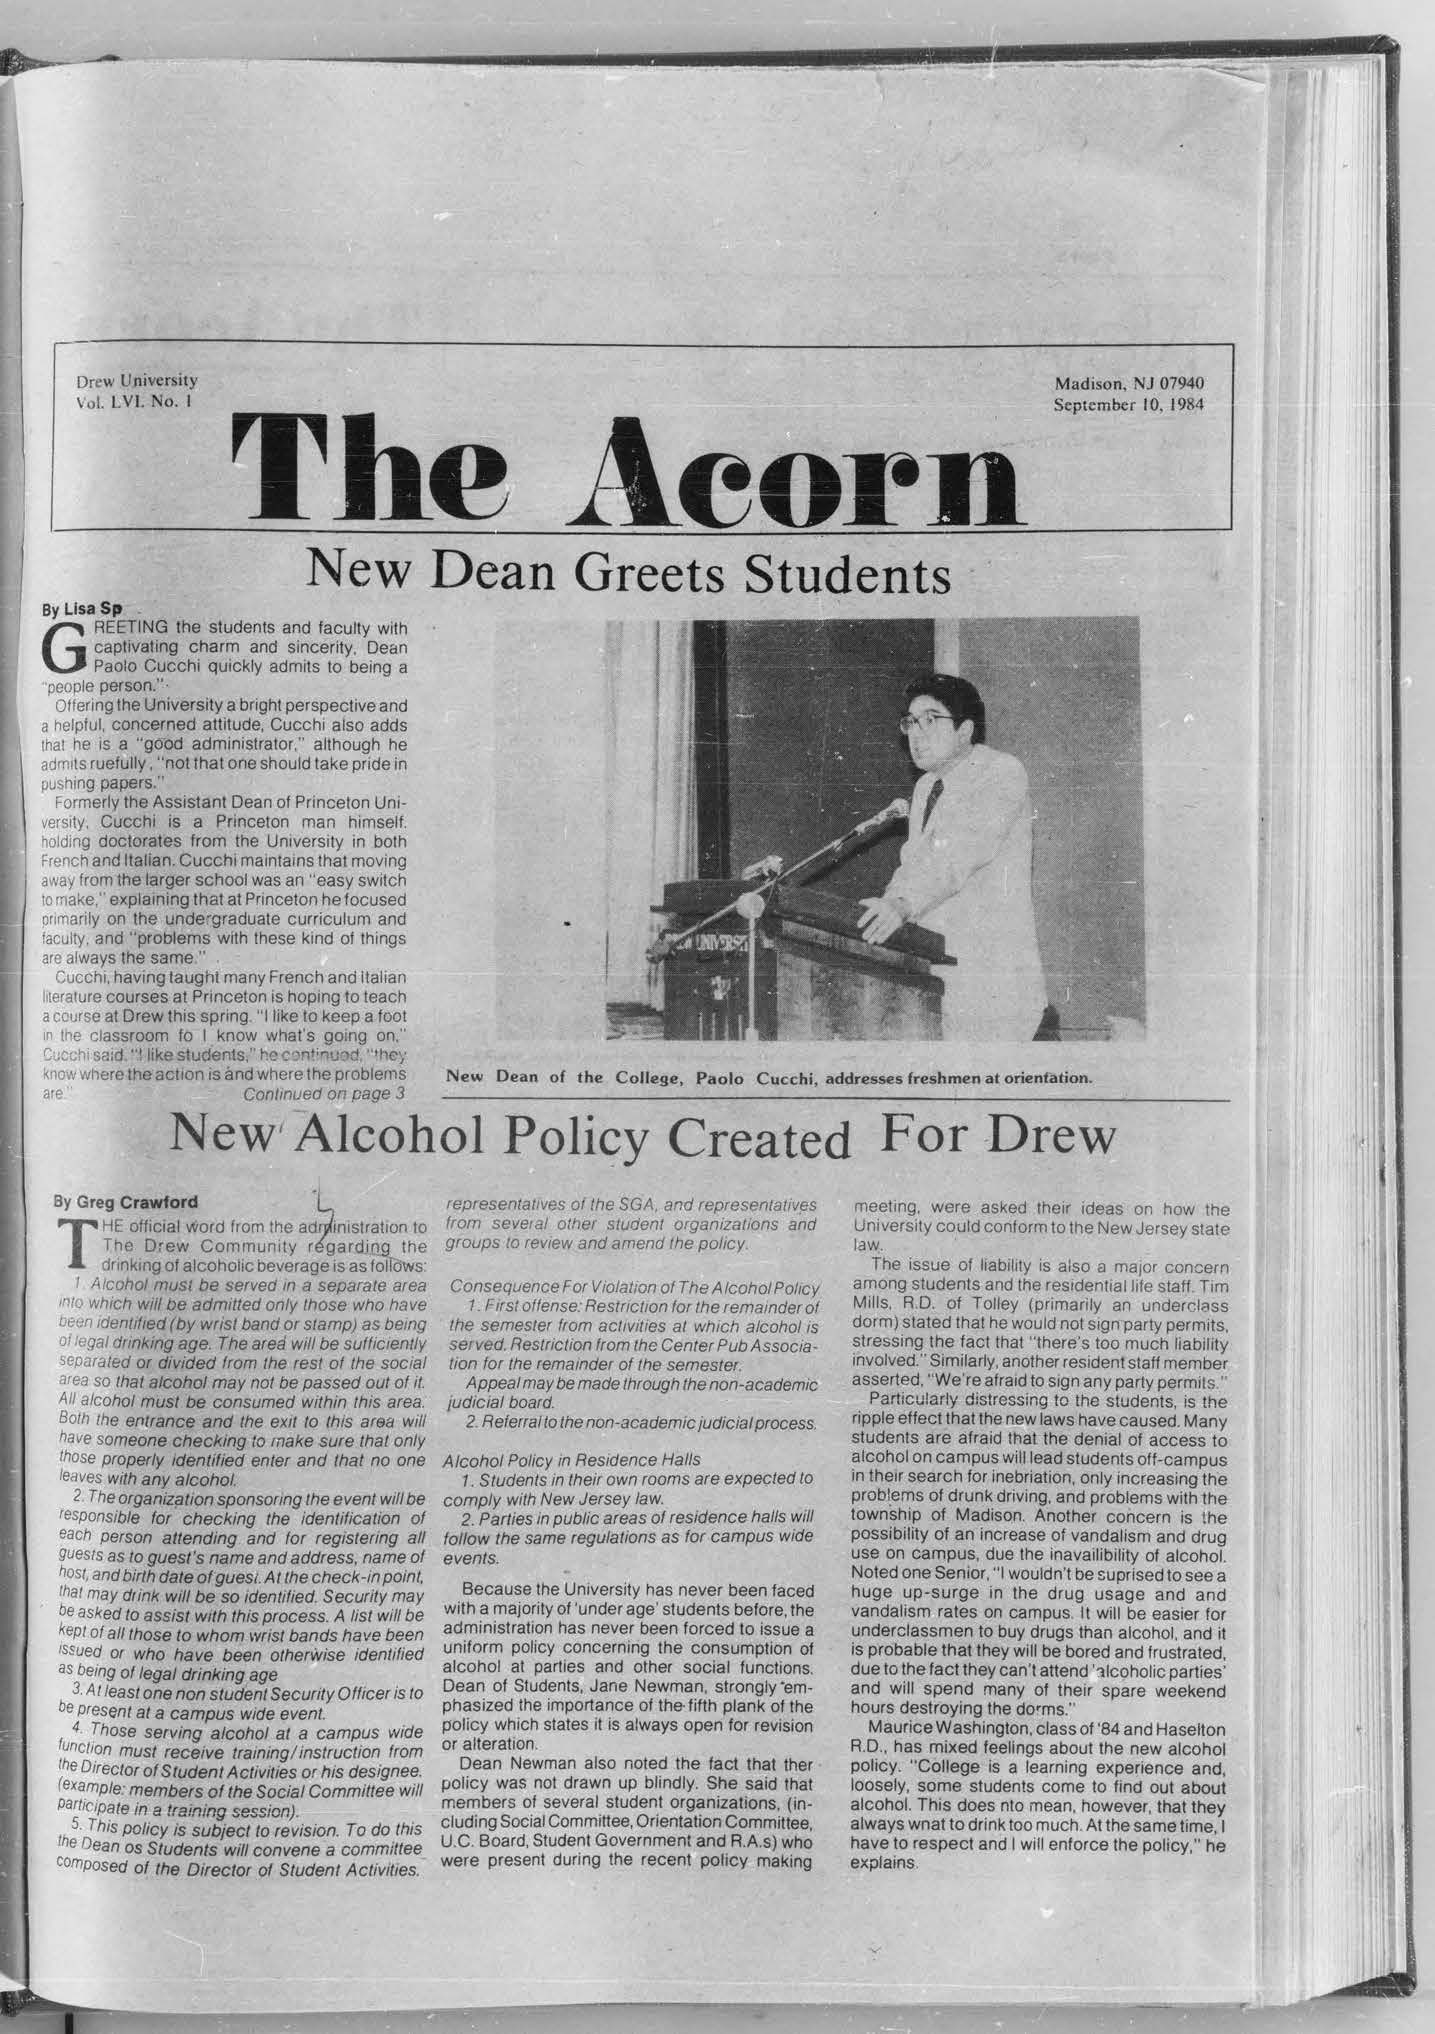 Drew University
Vol. LVI. No. 1
Madison, NJ 07940
September 10, 1984
The Acorn
New Dean Greets Students
By Lisa Sp
GREETING the students and faculty with
captivating charm and sincerity, Dean
Paolo Cucchi quickly admits to being a
"people person."
Offering the University a bright perspective and
a helpful, concerned attitude, Cucchi also adds
that he is a "good administrator," although he
admits ruefully, "not that one should take pride in
pushing papers."
Formerly the Assistant Dean of Princeton Uni-
versity, Cucchi is a Princeton man himself.
holding doctorates from the University in both
French and Italian. Cucchi maintains that moving
away from the larger school was an "easy switch
to make," explaining that at Princeton he focused
primarily on the undergraduate curriculum and
faculty, and "problems with these kind of things
are always the same."
Cucchi, having taught many French and Italian
literature courses at Princeton is hoping to teach
a course at Drew this spring. "I like to keep a foot
in the classroom fo I know what's going on,"
Cucchi said. "I like students," he continued, "they
know where the action is and where the problems
are."
Continued on page 3
DREW UNIVERSITY
New Dean of the College, Paolo Cucchi, addresses freshmen at orientation.
New Alcohol Policy Created For Drew
By Greg Crawford
THE official word from the administration to
The Drew Community regarding the
drinking of alcoholic beverage is as follows:
1. Alcohol must be served in a separate area
into which will be admitted only those who have
been identified (by wrist band or stamp) as being
of legal drinking age. The area will be sufficiently
separated or divided from the rest of the social
area so that alcohol may not be passed out of it.
All alcohol must be consumed within this area.
Both the entrance and the exit to this area will
have someone checking to make sure that only
those properly identified enter and that no one
leaves with any alcohol.
2. The organization sponsoring the event will be
responsible for checking the identification of
each person attending and for registering all
guests as to guest's name and address, name of
host, and birth date of guest. At the check-in point,
that may drink will be so identified. Security may
be asked to assist with this process. A list will be
kept of all those to whom wrist bands have been
issued or who have been otherwise identified
as being of legal drinking age
3. At least one non student Security Officer is to
be present at a campus wide event.
4. Those serving alcohol at a campus wide
function must receive training/instruction from
the Director of Student Activities or his designee.
(example: members of the Social Committee will
participate in a training session).
5. This policy is subject to revision. To do this
the Dean os Students will convene a committee
composed of the Director of Student Activities.
representatives of the SGA, and representatives
from several other student organizations and
groups to review and amend the policy.
Consequence For Violation of The Alcohol Policy
1. First offense: Restriction for the remainder of
the semester from activities at which alcohol is
served. Restriction from the Center Pub Associa-
tion for the remainder of the semester.
Appeal may be made through the non-academic
judicial board.
2. Referral to the non-academic judicial process.
Alcohol Policy in Residence Halls
1. Students in their own rooms are expected to
comply with New Jersey law.
2. Parties in public areas of residence halls will
follow the same regulations as for campus wide
events.
Because the University has never been faced
with a majority of 'under age' students before, the
administration has never been forced to issue a
uniform policy concerning the consumption of
alcohol at parties and other social functions.
Dean of Students, Jane Newman, strongly em-
phasized the importance of the fifth plank of the
policy which states it is always open for revision
or alteration.
Dean Newman also noted the fact that ther
policy was not drawn up blindly. She said that
members of several student organizations, (in-
cluding Social Committee, Orientation Committee,
U.C. Board, Student Government and R.A.s) who
were present during the recent policy making
meeting, were asked their ideas on how the
University could conform to the New Jersey state
law.
The issue of liability is also a major concern
among students and the residential life staff. Tim
Mills, R.D. of Tolley (primarily an underclass
dorm) stated that he would not sign party permits,
stressing the fact that "there's too much liability
involved." Similarly, another resident staff member
asserted, "We're afraid to sign any party permits."
Particularly distressing to the students, is the
ripple effect that the new laws have caused. Many
students are afraid that the denial of access to
alcohol on campus will lead students off-campus
in their search for inebriation, only increasing the
problems of drunk driving, and problems with the
township of Madison. Another concern is the
possibility of an increase of vandalism and drug
use on campus, due the inavailibility of alcohol.
Noted one Senior, "I wouldn't be suprised to see a
huge up-surge in the drug usage and and
vandalism rates on campus. It will be easier for
underclassmen to buy drugs than alcohol, and it
is probable that they will be bored and frustrated,
due to the fact they can't attend 'alcoholic parties'
and will spend many of their spare weekend
hours destroying the dorms."
Maurice Washington, class of '84 and Haselton
R.D., has mixed feelings about the new alcohol
policy. "College is a learning experience and,
loosely, some students come to find out about
alcohol. This does nto mean, however, that they
always wnat to drink too much. At the same time, I
have to respect and I will enforce the policy," he
explains.